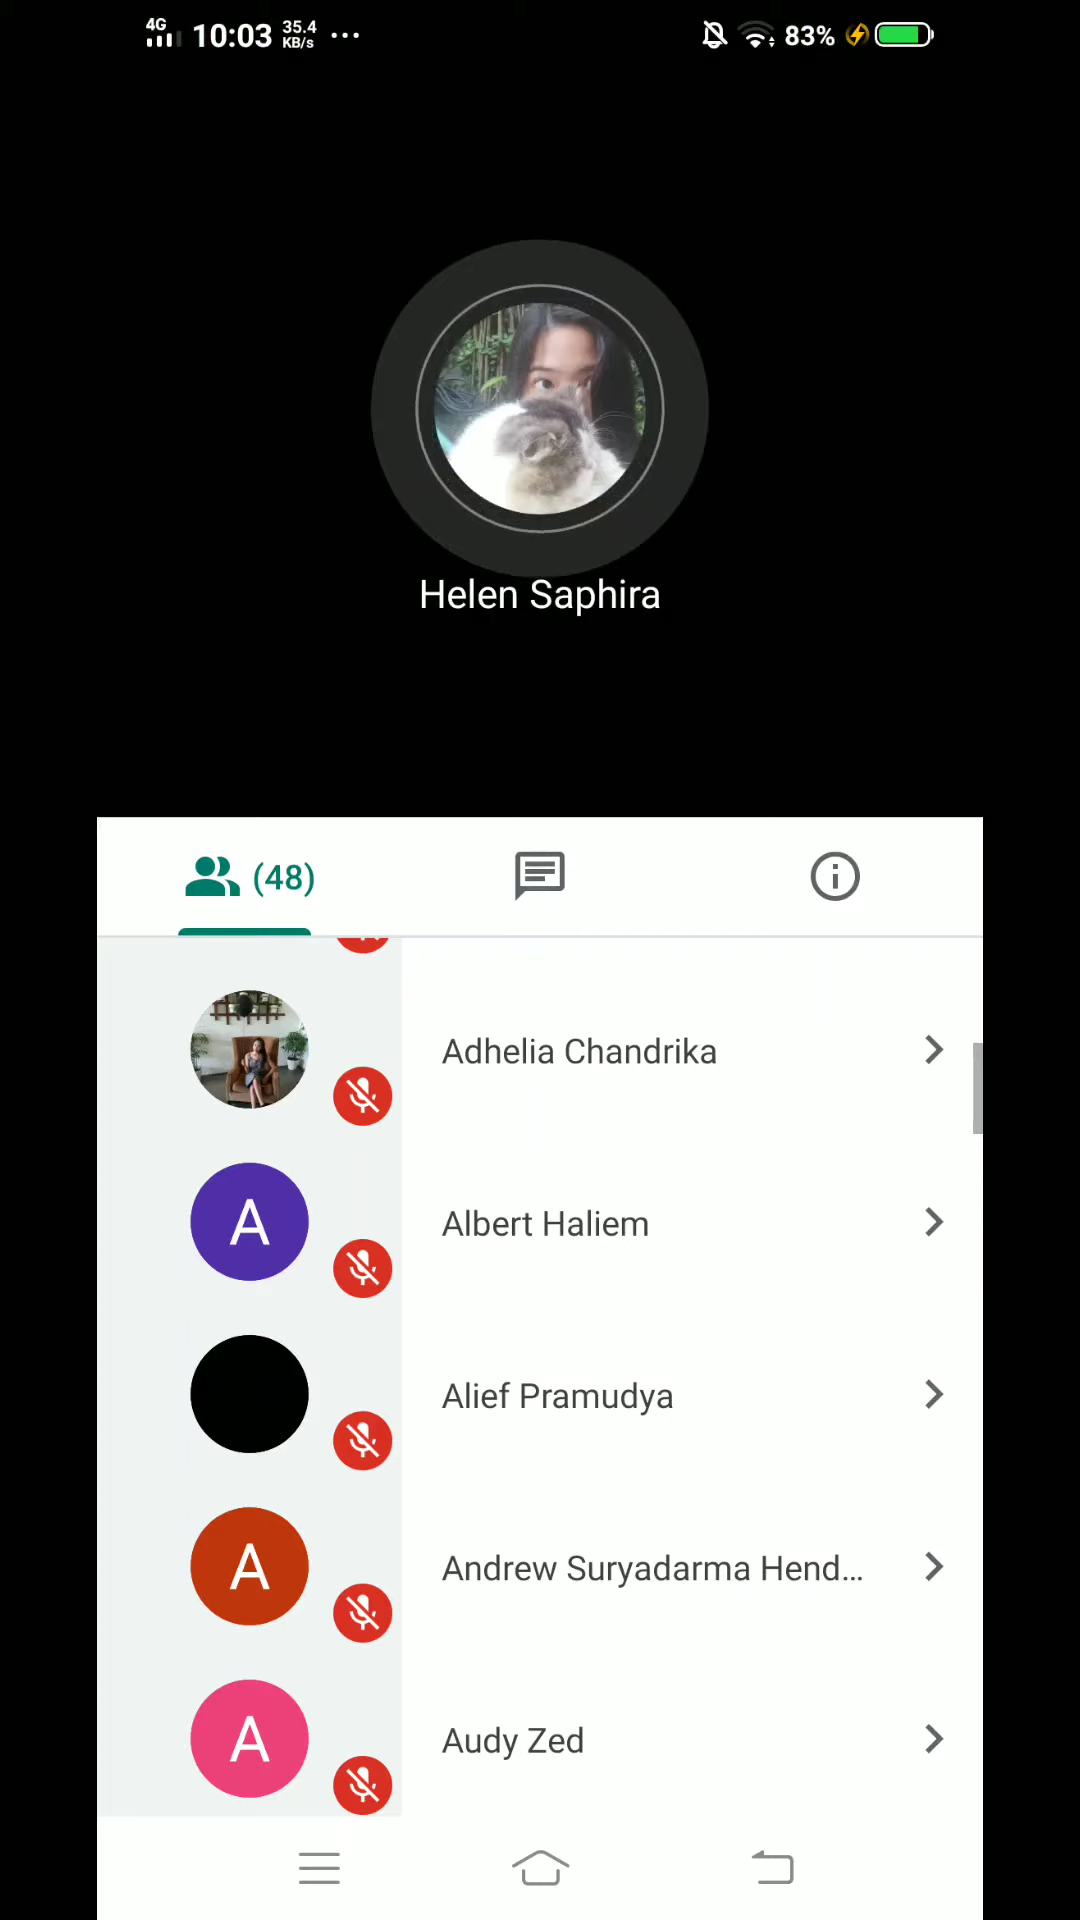 4G 10:03 35.4 KB/s ... 83%
Helen Saphira
(48)
Adhelia Chandrika
A Albert Haliem
Alief Pramudya
A Andrew Suryadarma Hend...
A Audy Zed